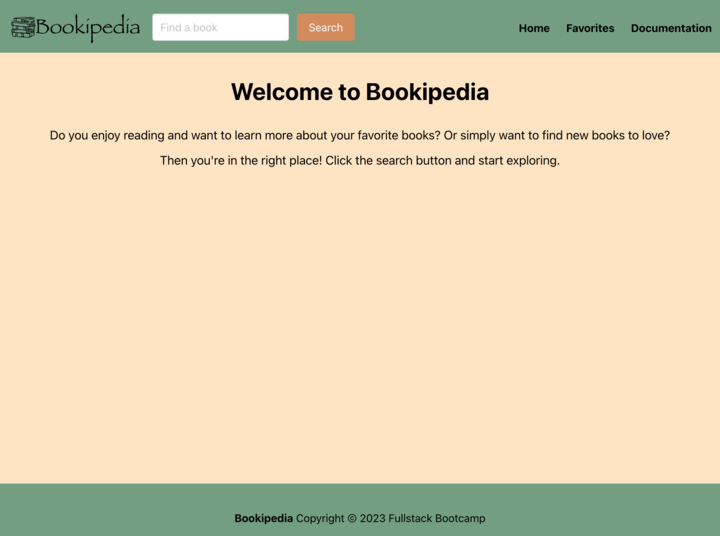 Bookipedia
Find a book
Search
Home
Favorites
Documentation
Welcome to Bookipedia
Do you enjoy reading and want to learn more about your favorite books? Or simply want to find new books to love?
Then you're in the right place! Click the search button and start exploring.
Bookipedia Copyright © 2023 Fullstack Bootcamp